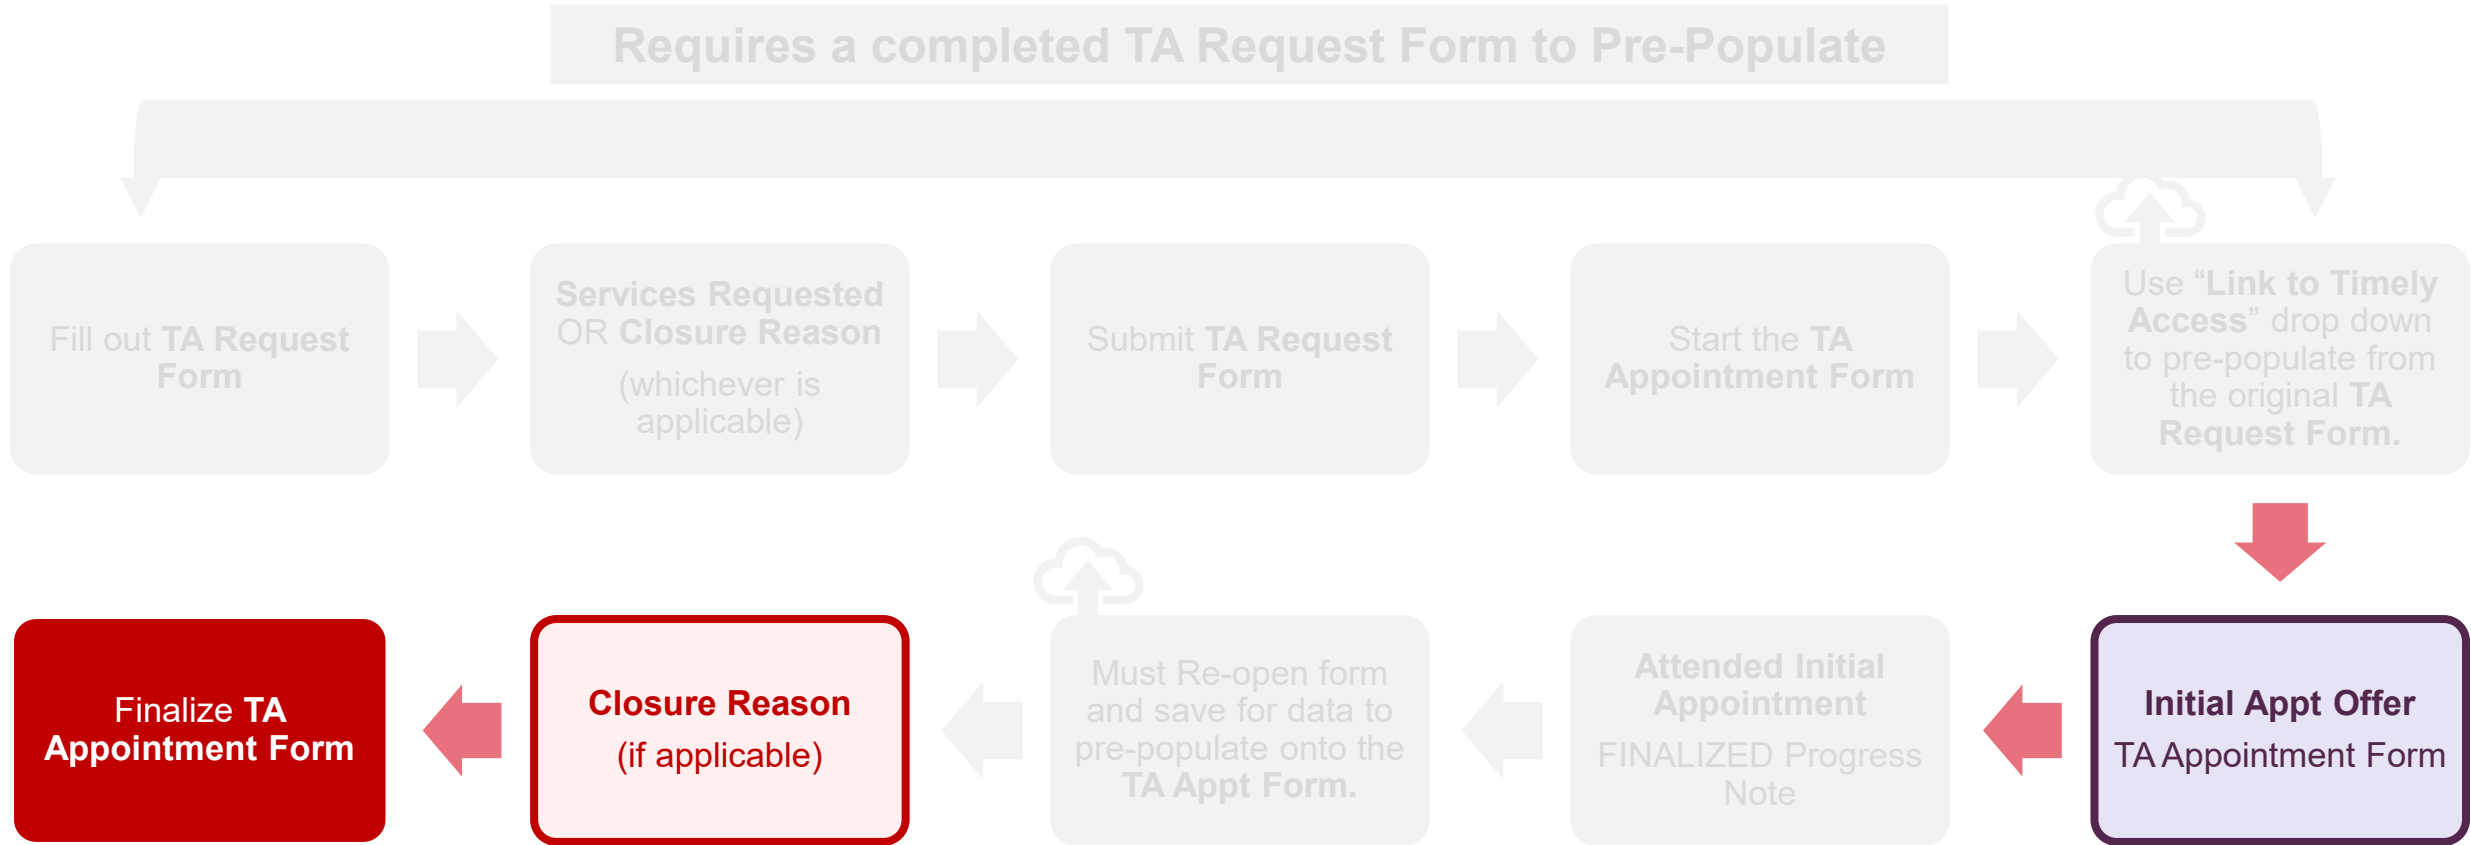 Requires a completed TA Request Form to Pre-Populate
Fill out TA Request
Form
Services Requested
OR Closure Reason
(whichever is
applicable)
Submit TA Request
Form
Start the TA
Appointment Form
Use “Link to Timely
Access” drop down
to pre-populate from
the original TA
Request Form.
Initial Appt Offer
TA Appointment Form
Attended Initial
Appointment
FINALIZED Progress
Note
Must Re-open form
and save for data to
pre-populate onto the
TA Appt Form.
Closure Reason
(if applicable)
Finalize TA
Appointment Form